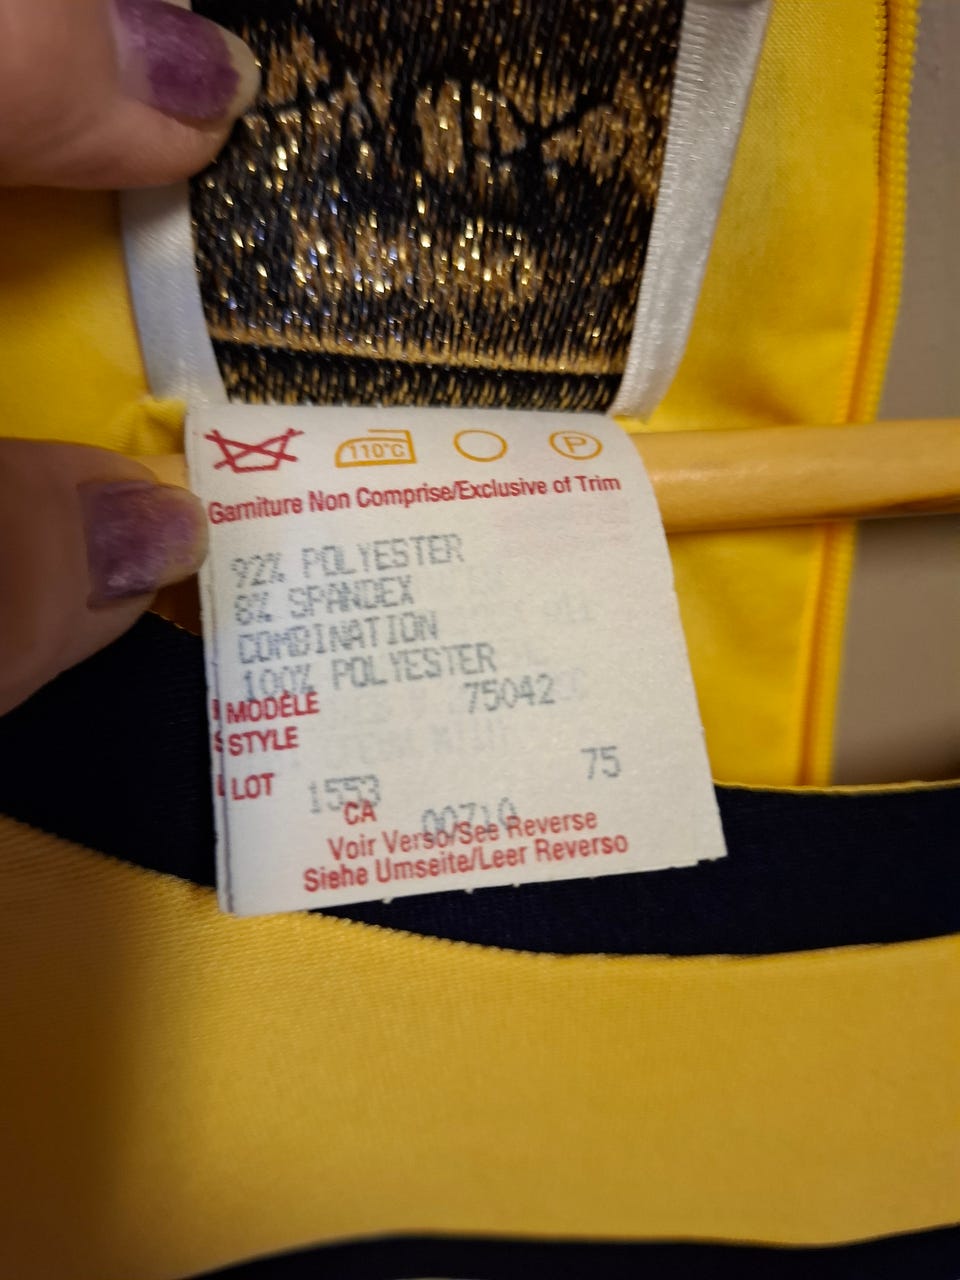 110°C P
Garniture Non Comprise/Exclusive of Trim
92% POLYESTER
8% SPANDEX
COMBINATION
100% POLYESTER
MODÈLE 75042
STYLE
75
LOT 1553
CA 00710
Voir Verso/See Reverse
Siehe Umseite/Leer Reverso